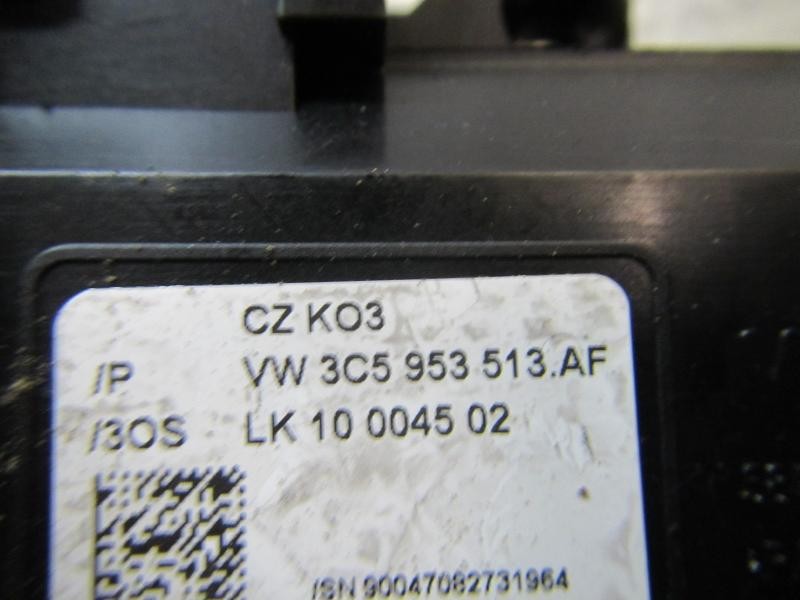 CZ KO3
/P VW 3C5 953 513.AF
/3OS LK 10 0045 02
/SN 90047082731964